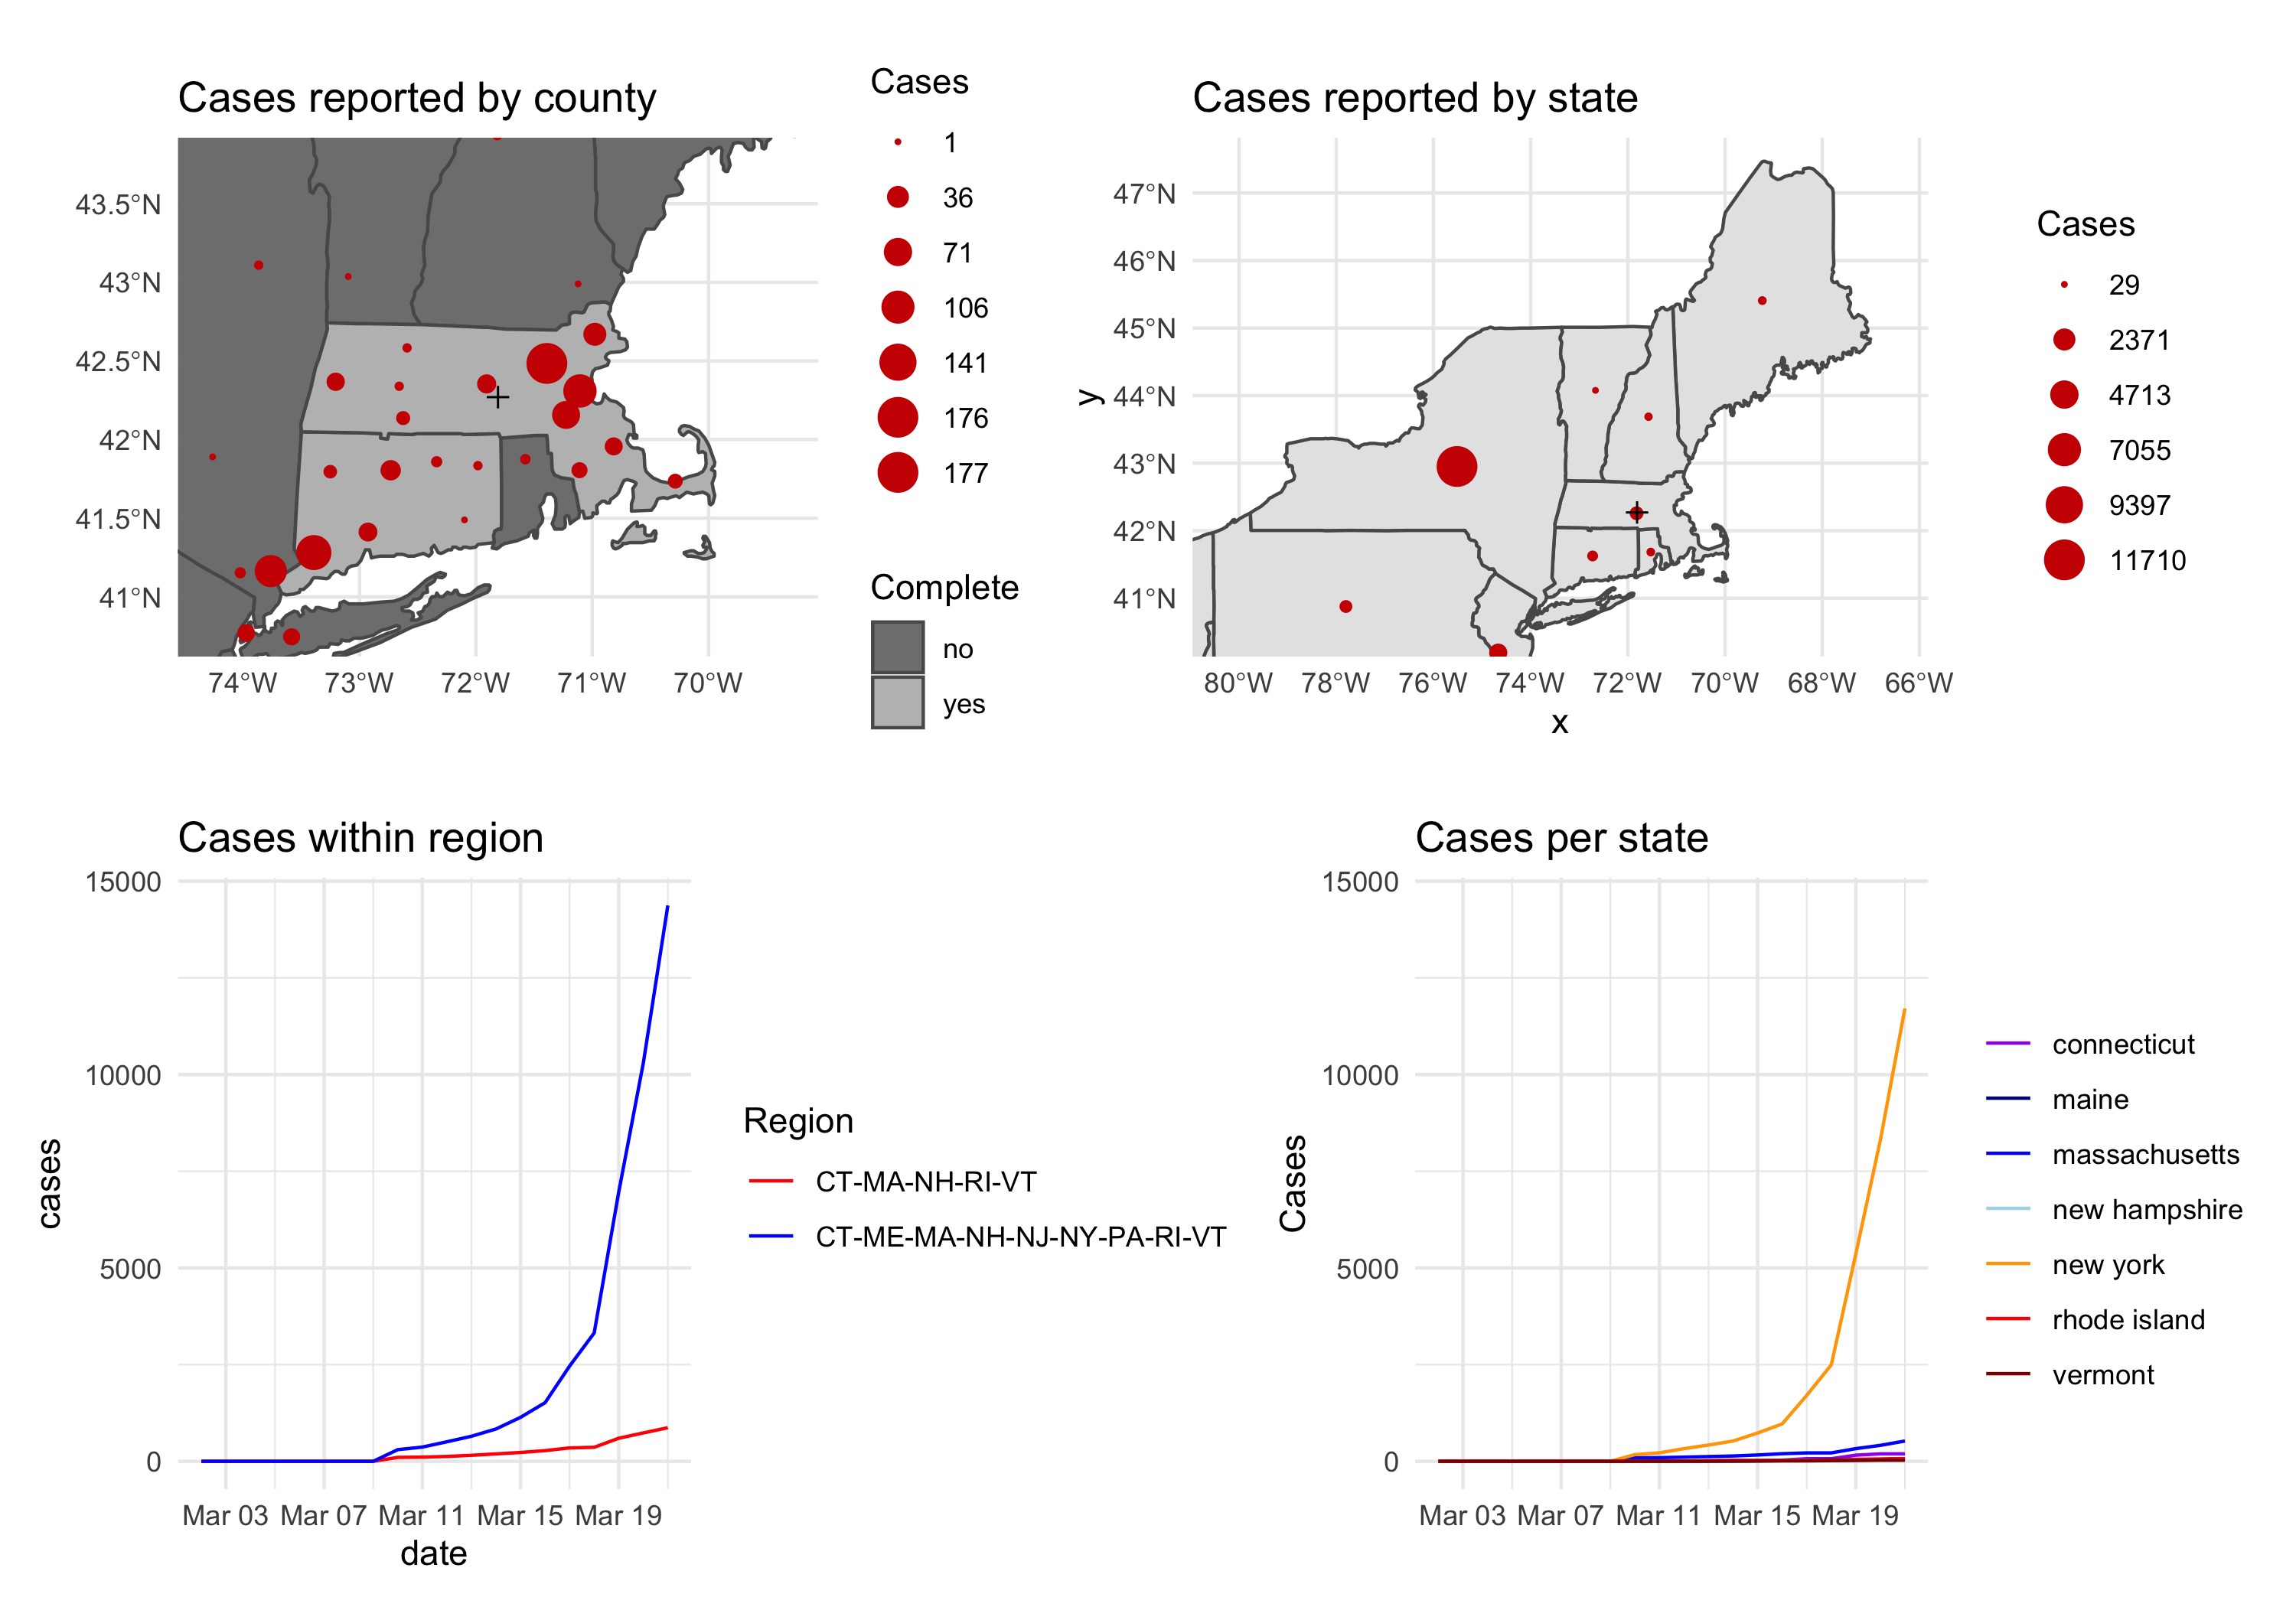 Cases reported by county
43.5°N
43°N
42.5°N
42°N
41.5°N
41°N
74°W 73°W 72°W 71°W 70°W
Cases
1
36
71
106
141
176
177
Complete
no
yes
Cases reported by state
y
47°N
46°N
45°N
44°N
43°N
42°N
41°N
80°W 78°W 76°W 74°W 72°W 70°W 68°W 66°W
x
Cases
29
2371
4713
7055
9397
11710
Cases within region
cases
15000
10000
5000
0
Mar 03 Mar 07 Mar 11 Mar 15 Mar 19
date
Region
CT-MA-NH-RI-VT
CT-ME-MA-NH-NJ-NY-PA-RI-VT
Cases per state
Cases
15000
10000
5000
0
Mar 03 Mar 07 Mar 11 Mar 15 Mar 19
connecticut
maine
massachusetts
new hampshire
new york
rhode island
vermont